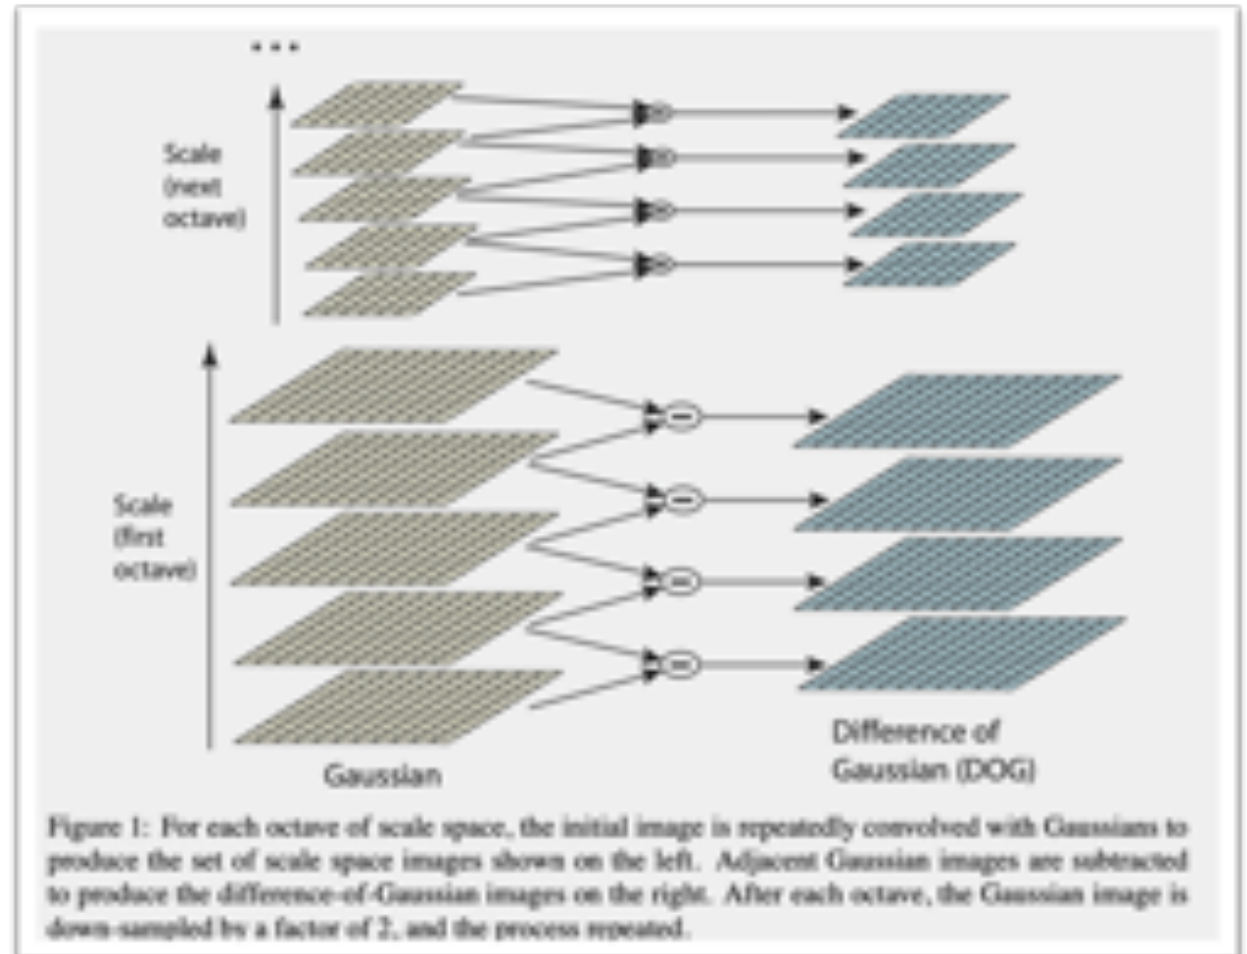 ...
Scale
(next
octave)
Scale
(first
octave)
Gaussian
Difference of
Gaussian (DOG)
Figure 1: For each octave of scale space, the initial image is repeatedly convolved with Gaussians to
produce the set of scale space images shown on the left. Adjacent Gaussian images are subtracted
to produce the difference-of-Gaussian images on the right. After each octave, the Gaussian image is
down-sampled by a factor of 2, and the process repeated.